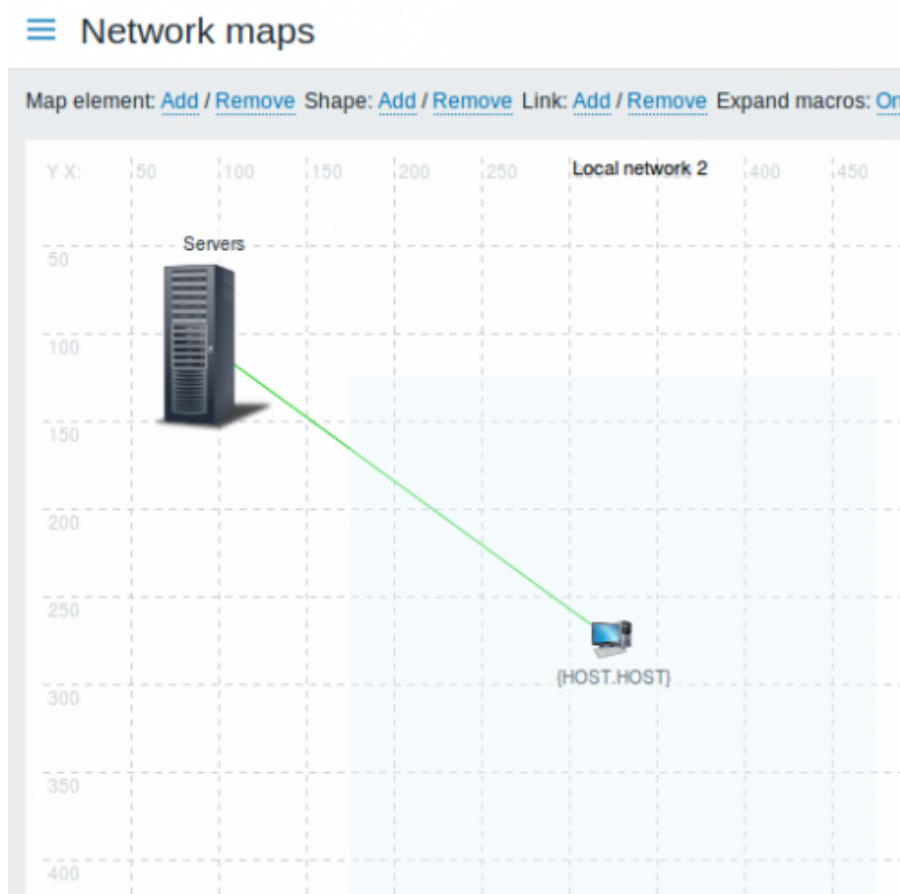 Network maps
Map element: Add / Remove Shape: Add / Remove Link: Add / Remove Expand macros: On
Y X: 50 100 150 200 250 Local network 2 400 450
Servers
50
100
150
200
250
{HOST.HOST}
300
350
400